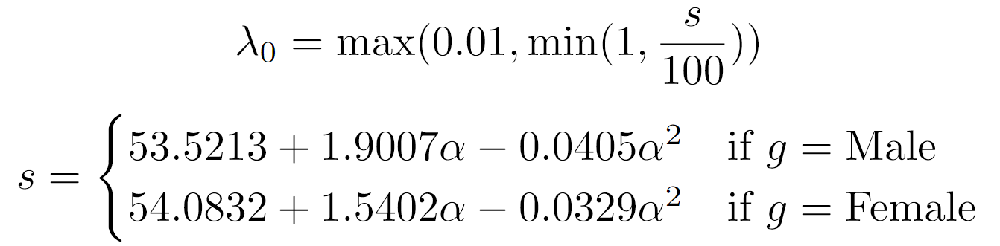 λ₀ = max(0.01, min(1, s/100))
s = { 53.5213 + 1.9007α − 0.0405α² if g = Male
54.0832 + 1.5402α − 0.0329α² if g = Female